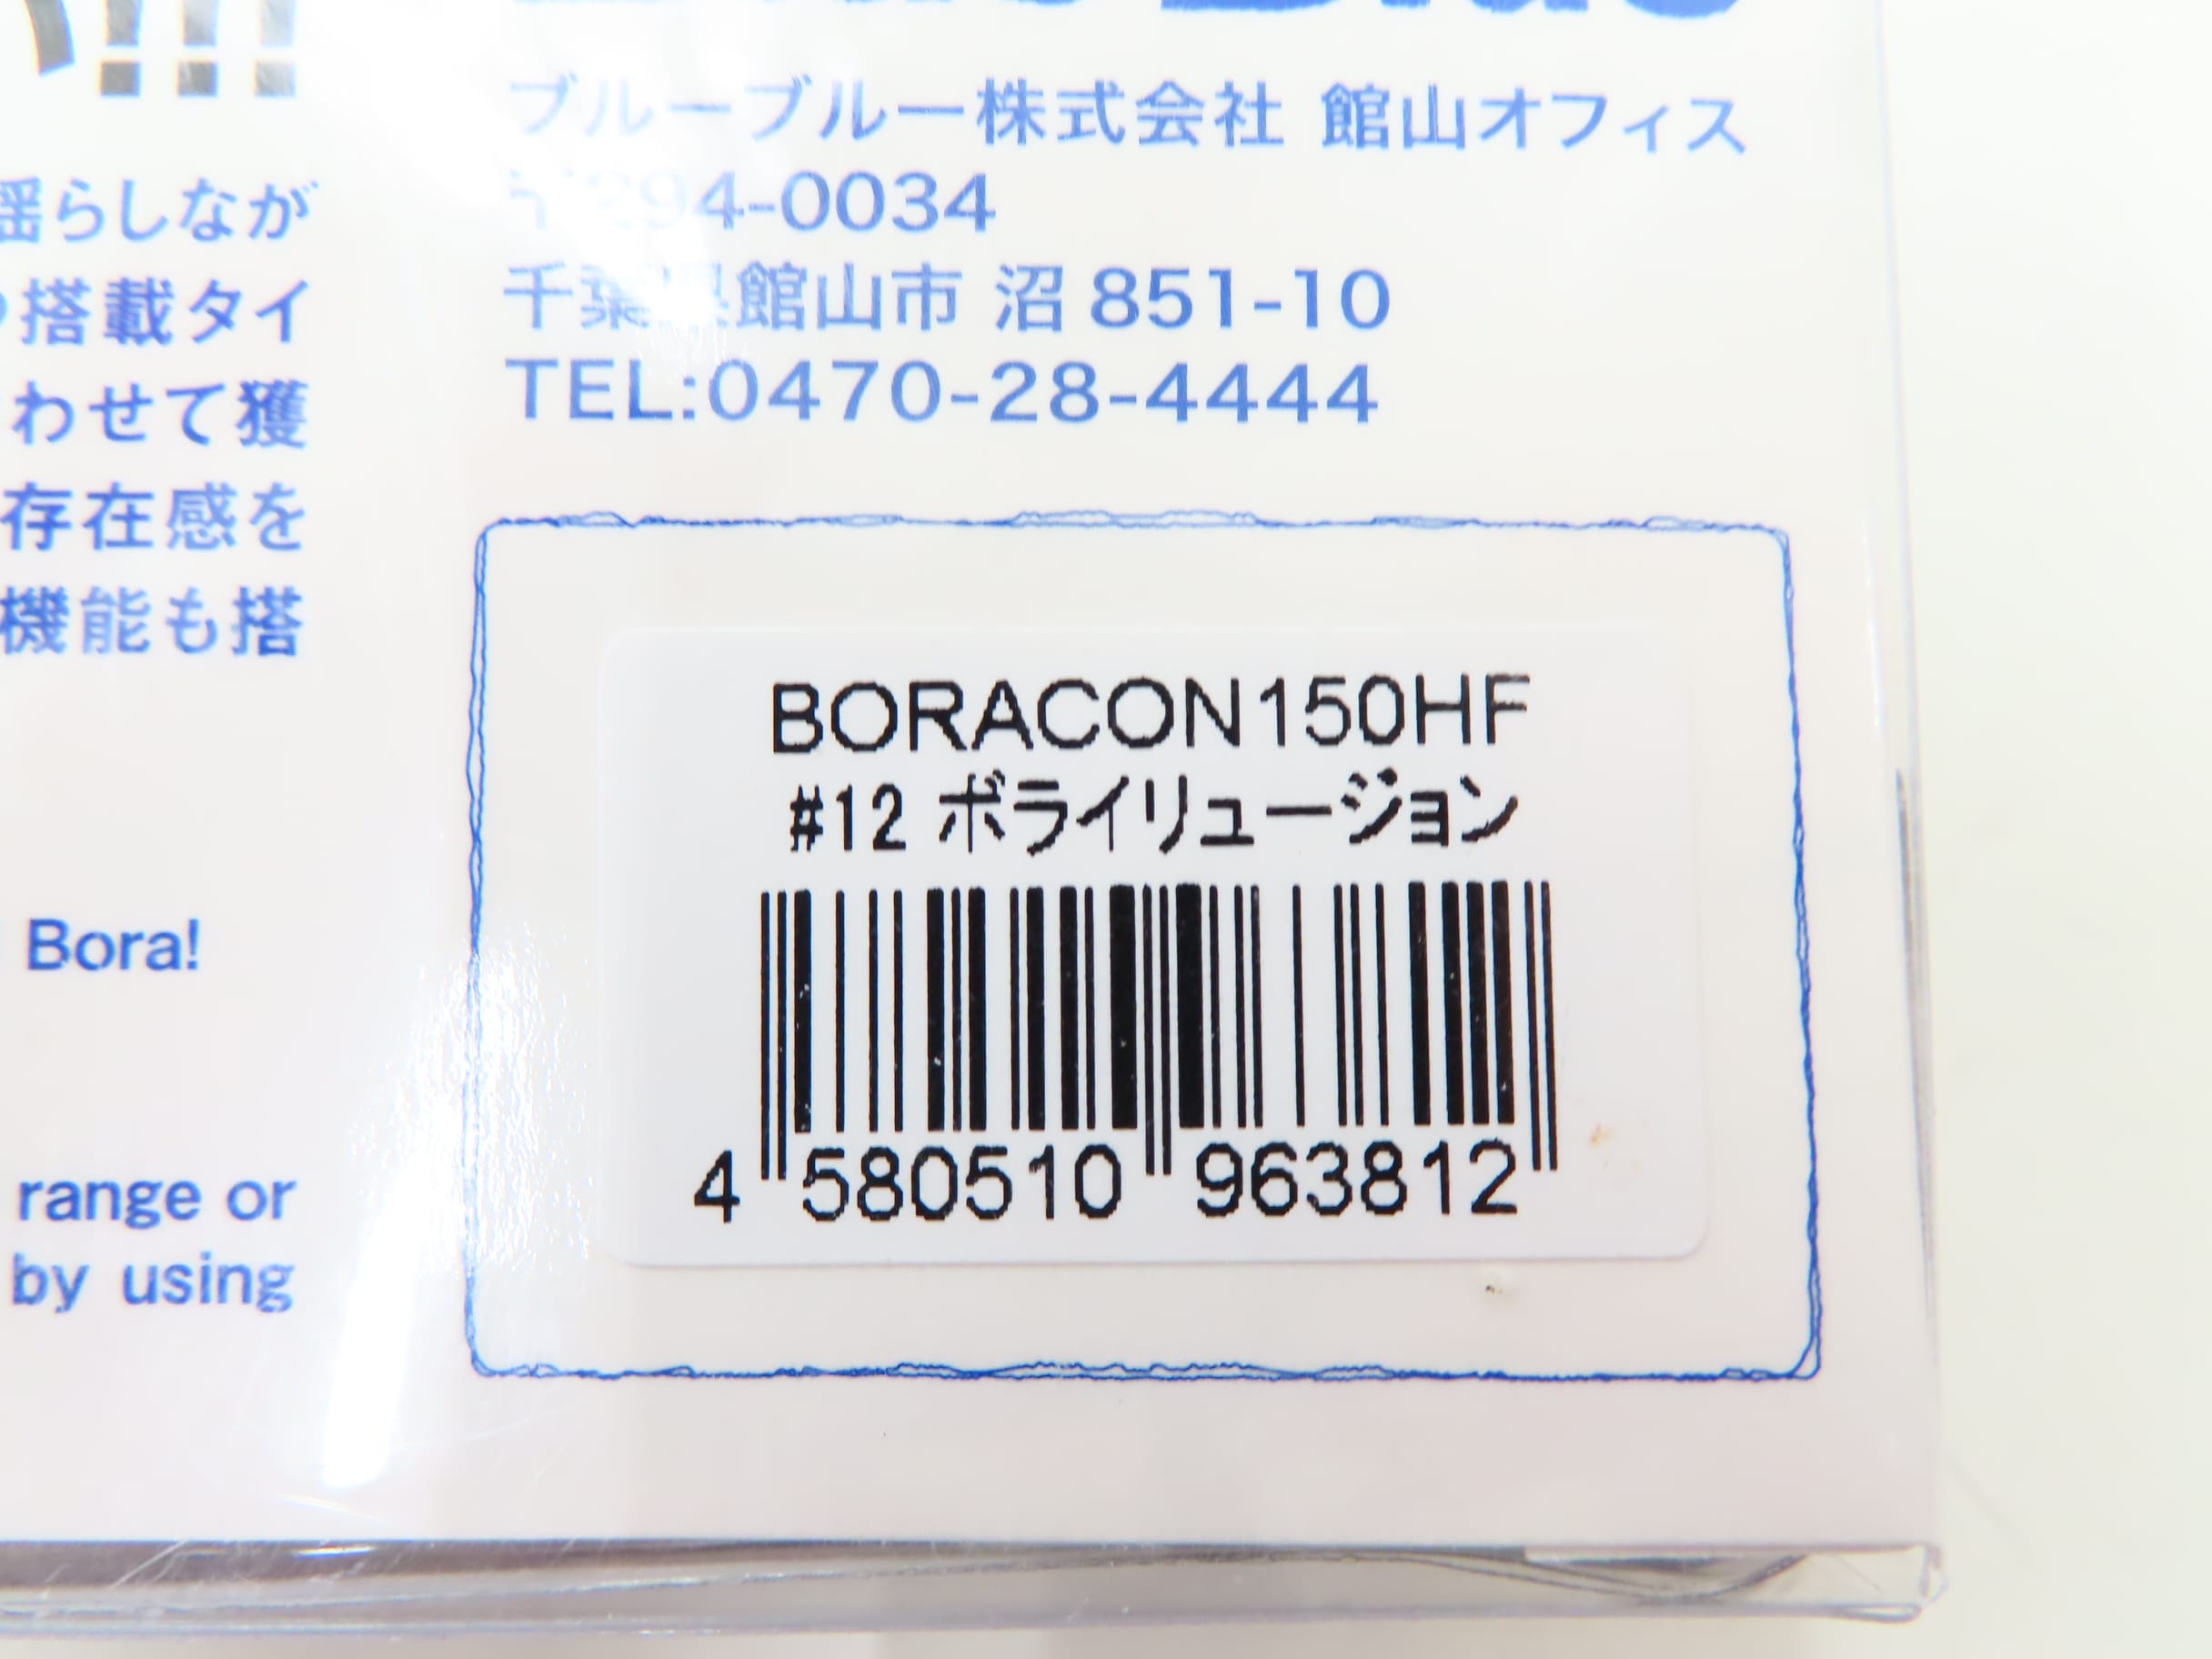 !!!
揺らしなが
搭載タイ
わせて獲
存在感を
機能も搭
Bora!
range or
by using
ブルーブルー株式会社 館山オフィス
〒294-0034
千葉県館山市 沼 851-10
TEL:0470-28-4444
BORACON150HF
#12 ボライリュージョン
4 580510 963812